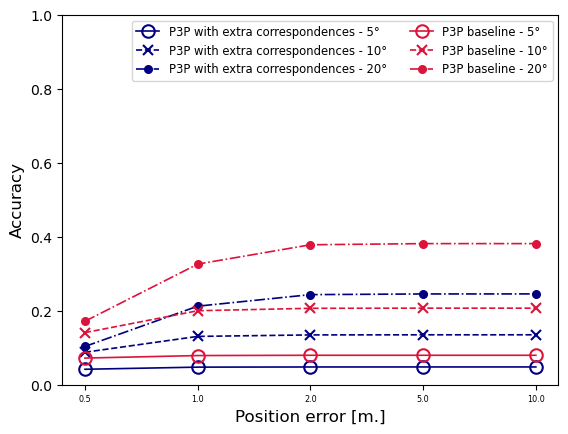 P3P with extra correspondences - 5°
P3P with extra correspondences - 10°
P3P with extra correspondences - 20°
P3P baseline - 5°
P3P baseline - 10°
P3P baseline - 20°
1.0
0.8
0.6
0.4
0.2
0.0
Accuracy
0.5 1.0 2.0 5.0 10.0
Position error [m.]